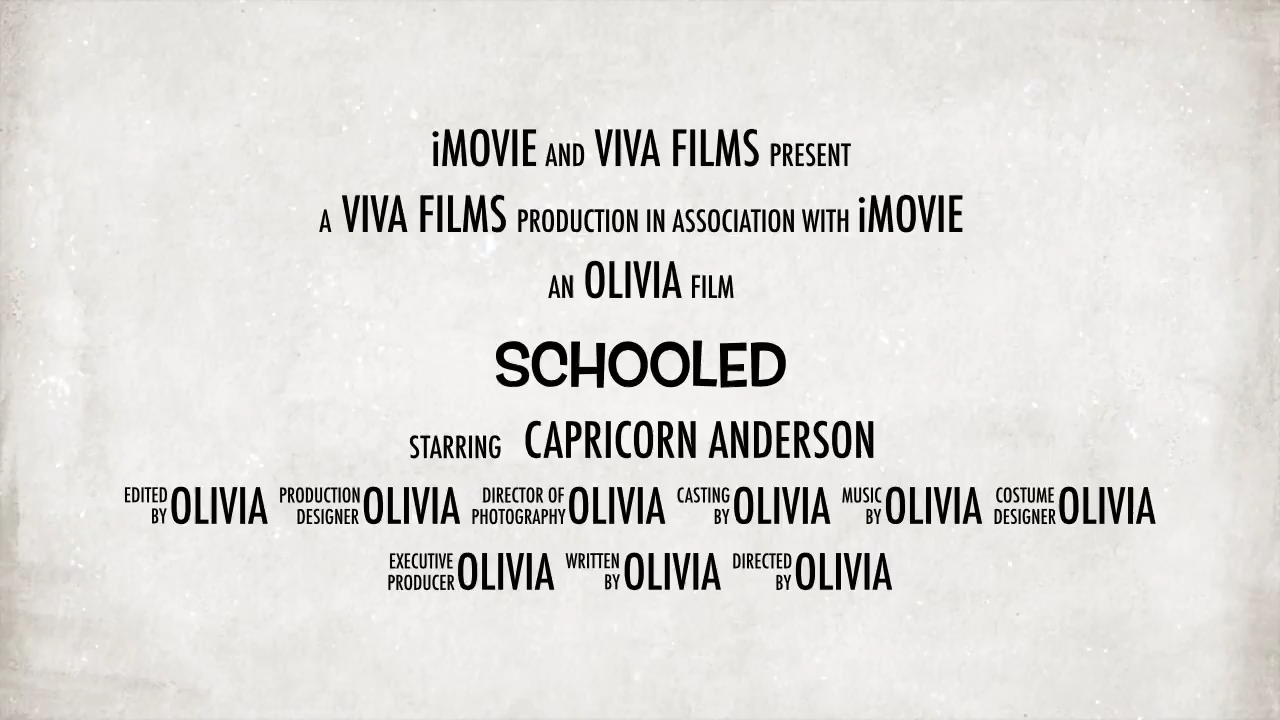 iMOVIE AND VIVA FILMS PRESENT
A VIVA FILMS PRODUCTION IN ASSOCIATION WITH iMOVIE
AN OLIVIA FILM
SCHOOLED
STARRING CAPRICORN ANDERSON
EDITED BY OLIVIA PRODUCTION DESIGNER OLIVIA DIRECTOR OF PHOTOGRAPHY OLIVIA CASTING BY OLIVIA MUSIC BY OLIVIA COSTUME DESIGNER OLIVIA
EXECUTIVE PRODUCER OLIVIA WRITTEN BY OLIVIA DIRECTED BY OLIVIA